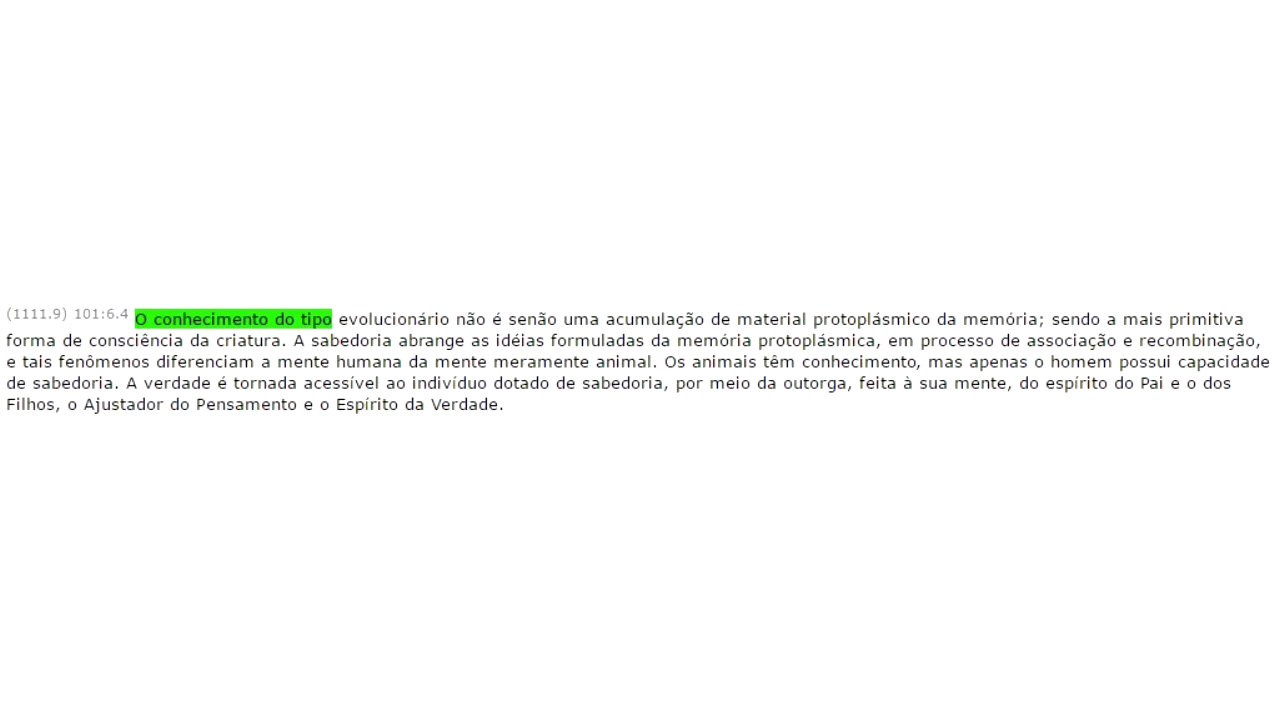 (1111.9) 101:6.4 O conhecimento do tipo evolucionário não é senão uma acumulação de material protoplásmico da memória; sendo a mais primitiva
forma de consciência da criatura. A sabedoria abrange as idéias formuladas da memória protoplásmica, em processo de associação e recombinação,
e tais fenômenos diferenciam a mente humana da mente meramente animal. Os animais têm conhecimento, mas apenas o homem possui capacidade
de sabedoria. A verdade é tornada acessível ao indivíduo dotado de sabedoria, por meio da outorga, feita à sua mente, do espírito do Pai e o dos
Filhos, o Ajustador do Pensamento e o Espírito da Verdade.